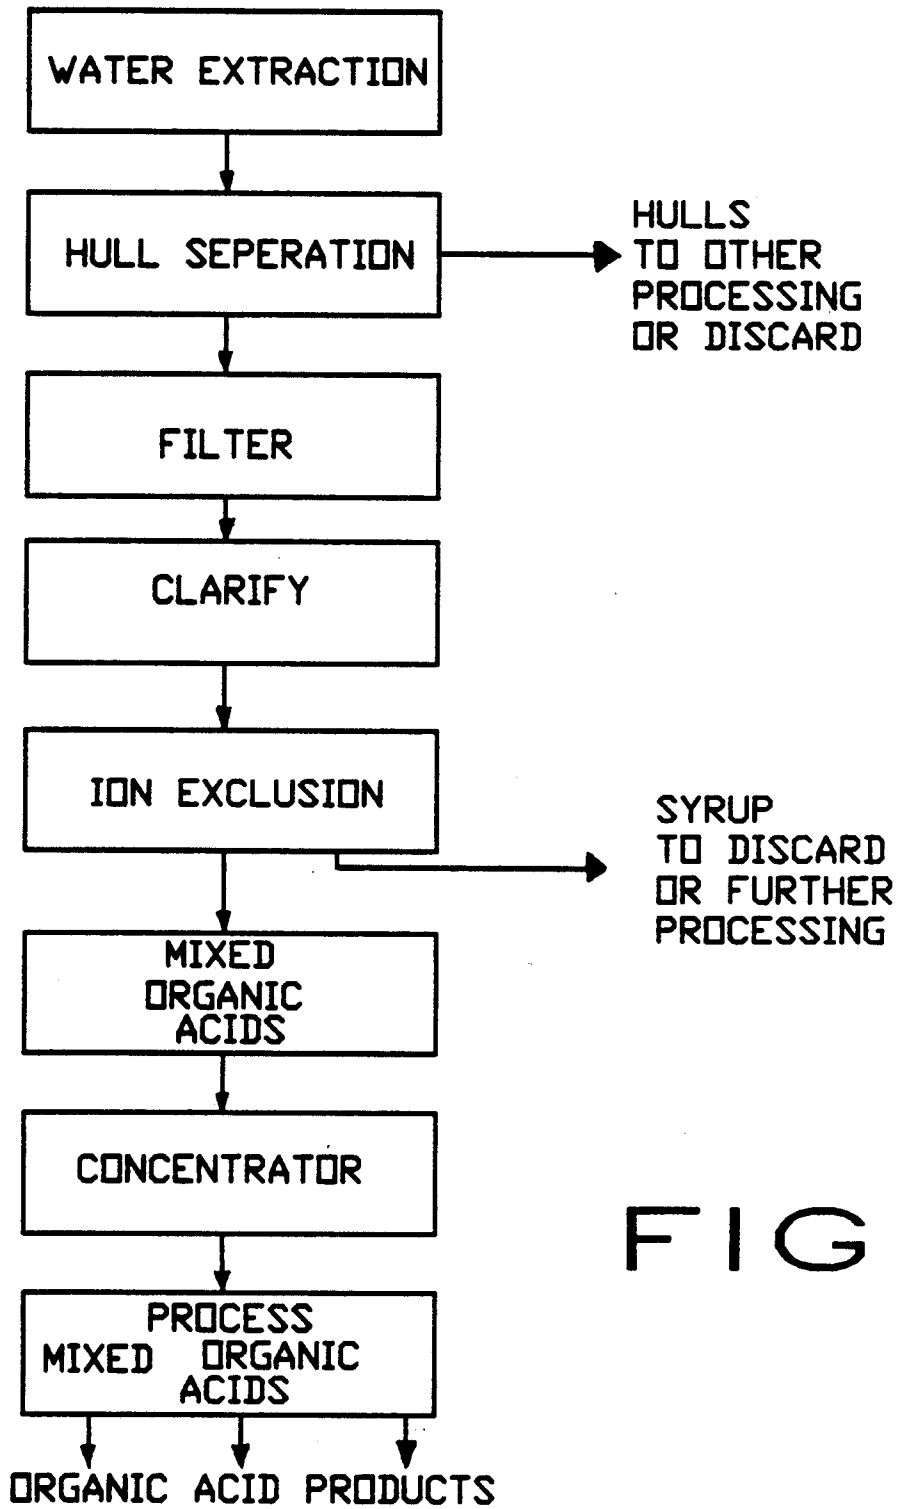 WATER EXTRACTION
HULL SEPERATION
HULLS
TO OTHER
PROCESSING
OR DISCARD
FILTER
CLARIFY
ION EXCLUSION
SYRUP
TO DISCARD
OR FURTHER
PROCESSING
MIXED
ORGANIC
ACIDS
CONCENTRATOR
FIG
PROCESS
MIXED ORGANIC
ACIDS
ORGANIC ACID PRODUCTS